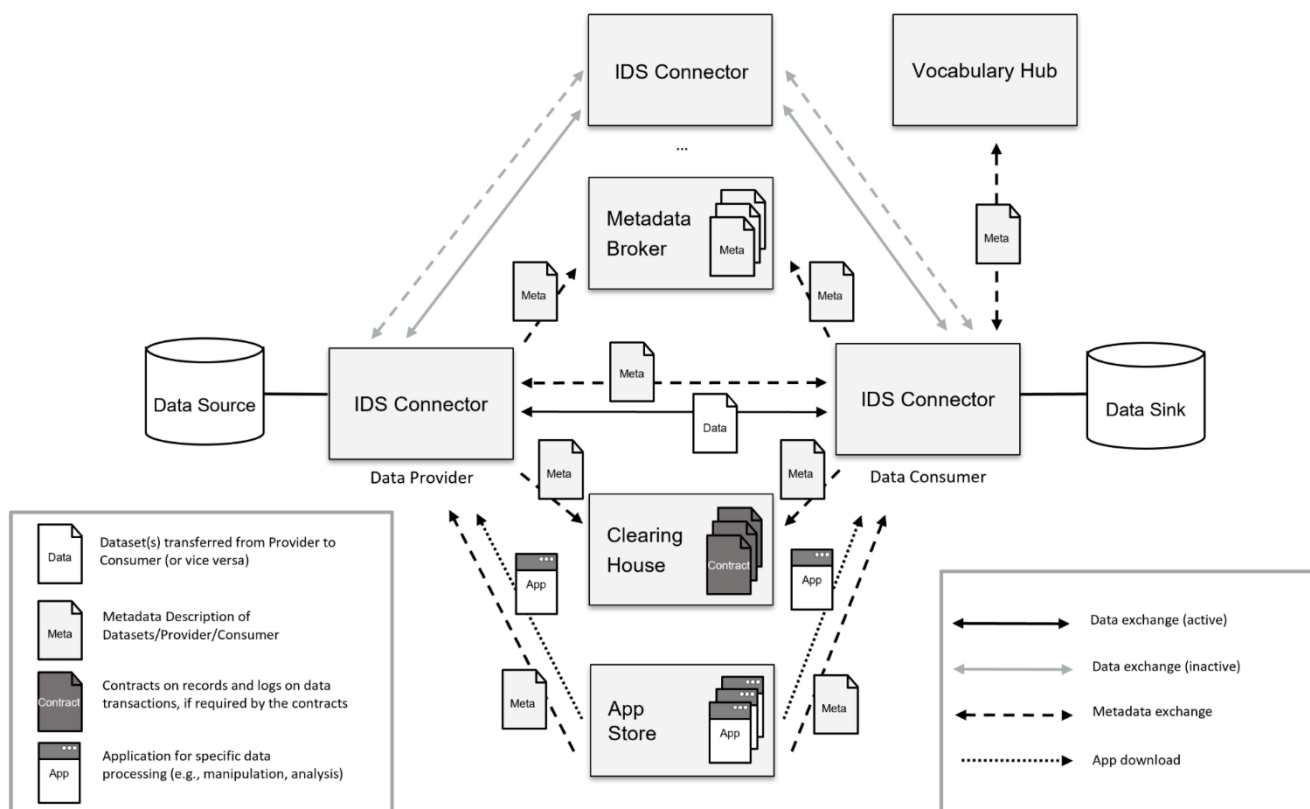 IDS Connector
Vocabulary Hub
...
Metadata
Broker
Meta
Meta
Meta
Meta
Data Source
IDS Connector
Meta
Data
IDS Connector
Data Sink
Data Provider
Meta
Meta
Data Consumer
Clearing
House
Contract
App
App
Meta
App
Store
App
Meta
Data
Dataset(s) transferred from Provider to
Consumer (or vice versa)
Meta
Metadata Description of
Datasets/Provider/Consumer
Contract
Contracts on records and logs on data
transactions, if required by the contracts
App
Application for specific data
processing (e.g., manipulation, analysis)
Data exchange (active)
Data exchange (inactive)
Metadata exchange
App download